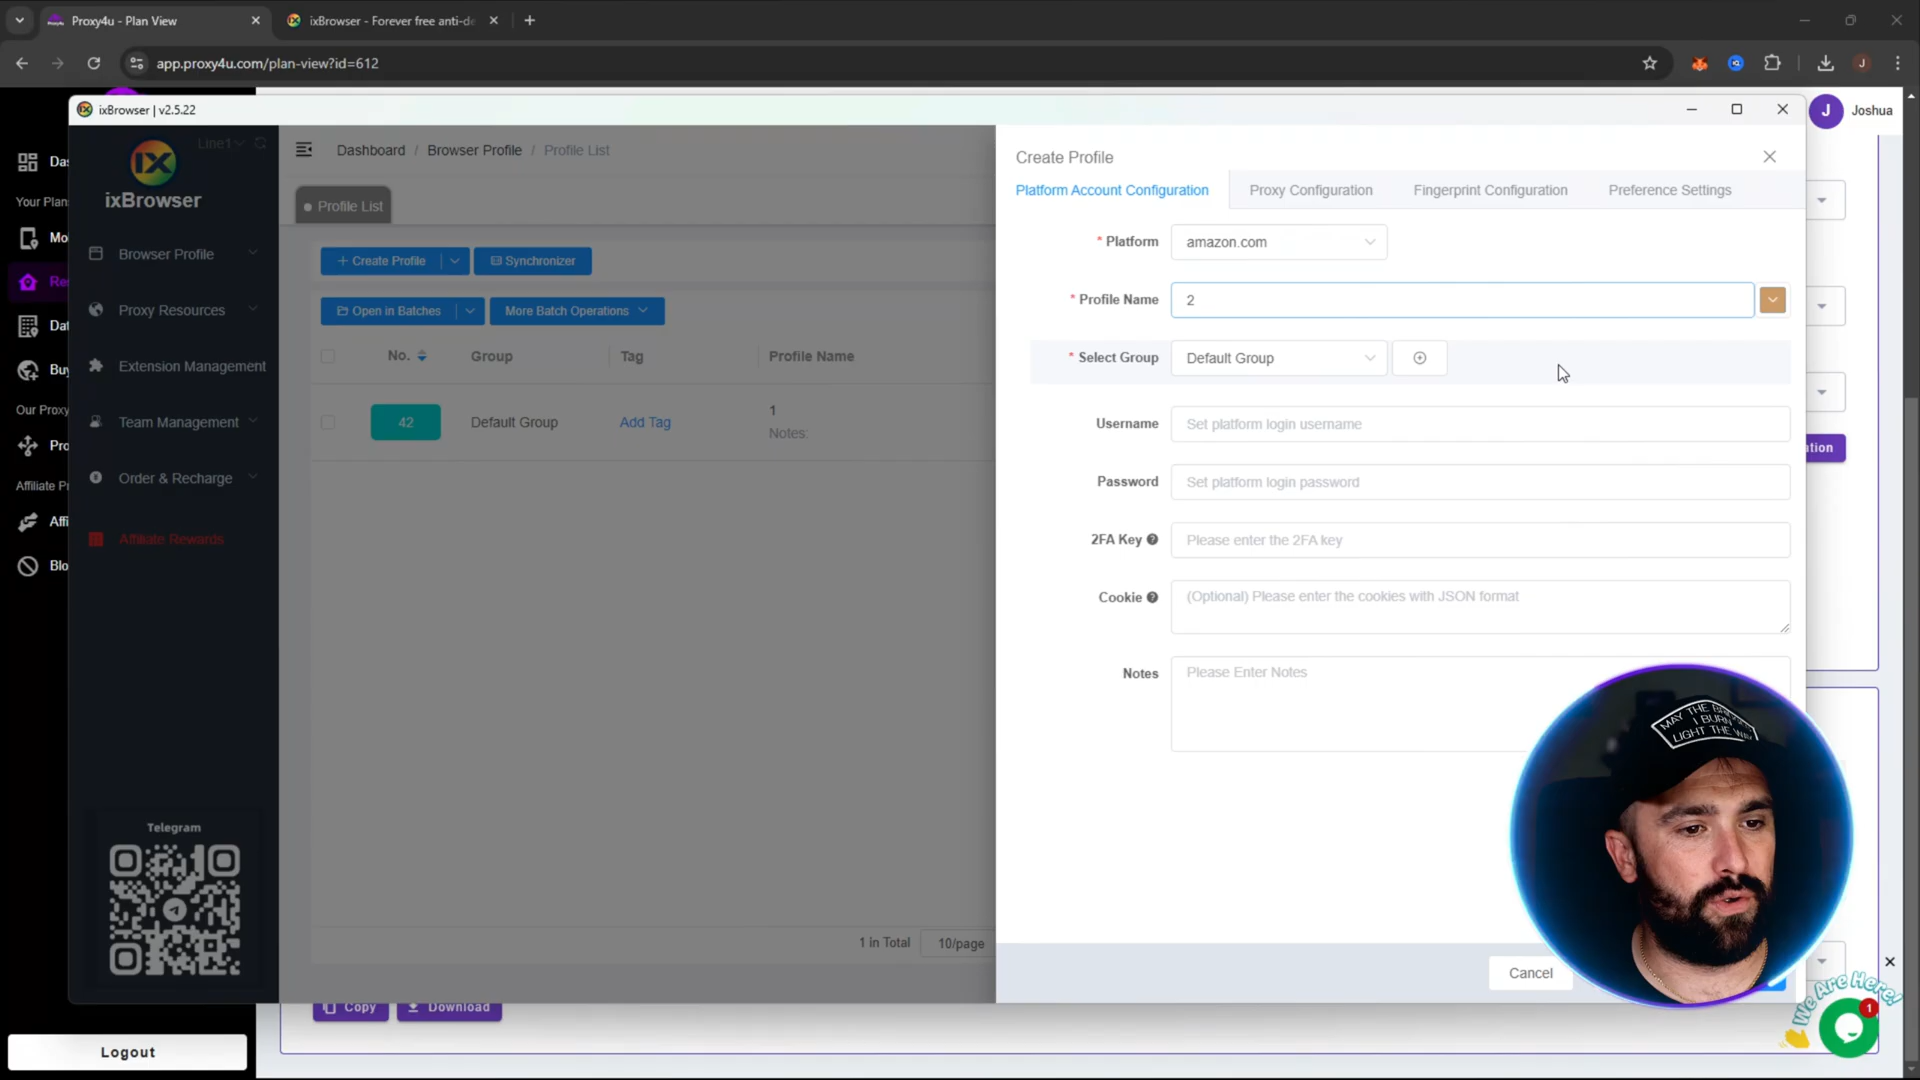 Proxy4u - Plan View
ixBrowser - Forever free anti-de
app.proxy4u.com/plan-view?id=612
J
J
Joshua
ixBrowser | v2.5.22
Das
Your Plan
Mo
Re
Dat
Buy
Our Proxy
Pro
Affiliate Pr
Affi
Blo
Logout
Line1
ixBrowser
Browser Profile
Proxy Resources
Extension Management
Team Management
Order & Recharge
Affiliate Rewards
Telegram
Dashboard / Browser Profile / Profile List
Profile List
+ Create Profile
Synchronizer
Open in Batches
More Batch Operations
No.
Group
Tag
Profile Name
42
Default Group
Add Tag
1
Notes:
1 in Total
10/page
Copy
Download
Create Profile
Platform Account Configuration
Proxy Configuration
Fingerprint Configuration
Preference Settings
* Platform
amazon.com
* Profile Name
2
* Select Group
Default Group
Username
Set platform login username
Password
Set platform login password
2FA Key
Please enter the 2FA key
Cookie
(Optional) Please enter the cookies with JSON format
Notes
Please Enter Notes
Cancel
tion
MAY THE
I BURN
LIGHT THE
We Are Here!
1